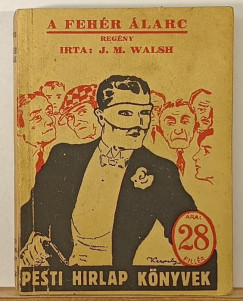 A FEHÉR ÁLARC
REGÉNY
IRTA: J. M. WALSH
ÁRA:
28
FILLÉR
PESTI HIRLAP KÖNYVEK